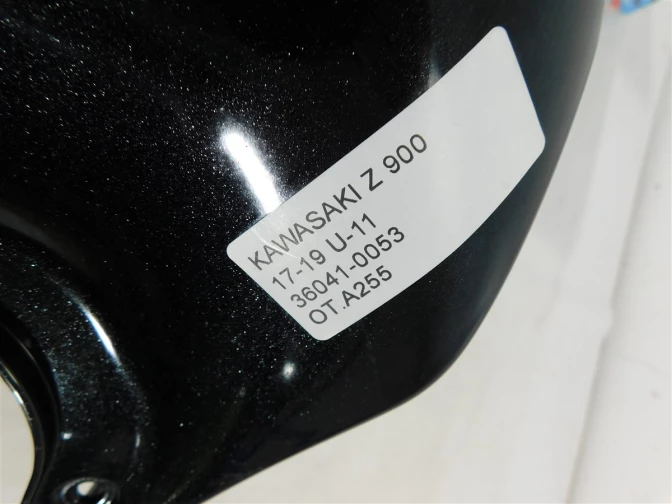 KAWASAKI Z 900
17-19 U-11
36041-0053
OT.A255